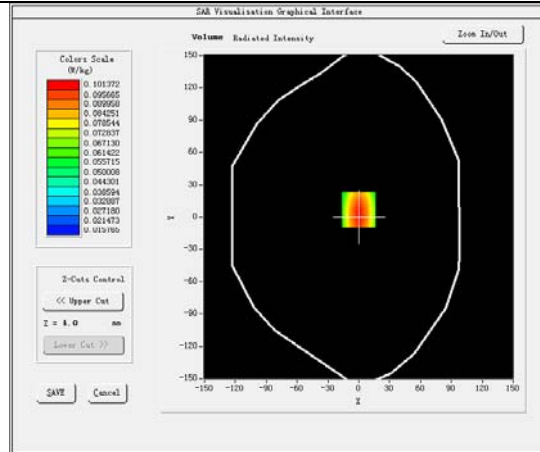 SAR Visualisation Graphical Interface
Volume Radiated Intensity
Zoom In/Out
Colors Scale
(W/kg)
0.101372
0.095665
0.089958
0.084251
0.078544
0.072837
0.067130
0.061422
0.055715
0.050008
0.044301
0.038594
0.032887
0.027180
0.021473
0.015765
150
120
90
60
30
0
-30
-60
-90
-120
-150
Y
-150 -120 -90 -60 -30 0 30 60 90 120 150
X
Z-Cuts Control
<< Upper Cut
Z = 4.0 mm
Lower Cut >>
SAVE Cancel